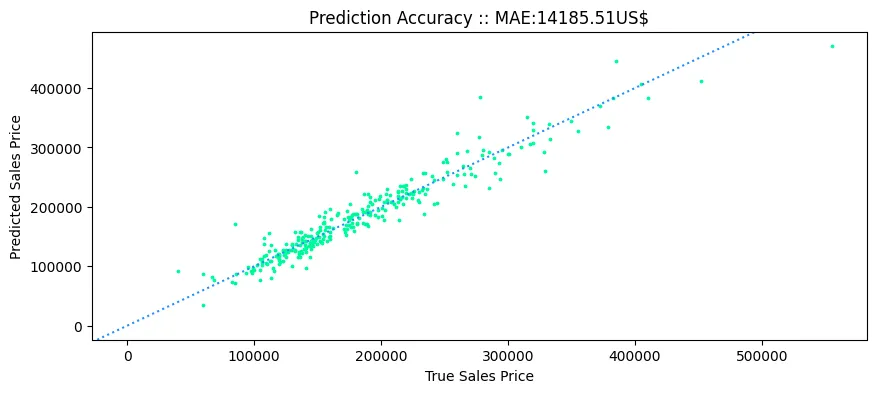 Prediction Accuracy :: MAE:14185.51US$
Predicted Sales Price
400000
300000
200000
100000
0
0 100000 200000 300000 400000 500000
True Sales Price